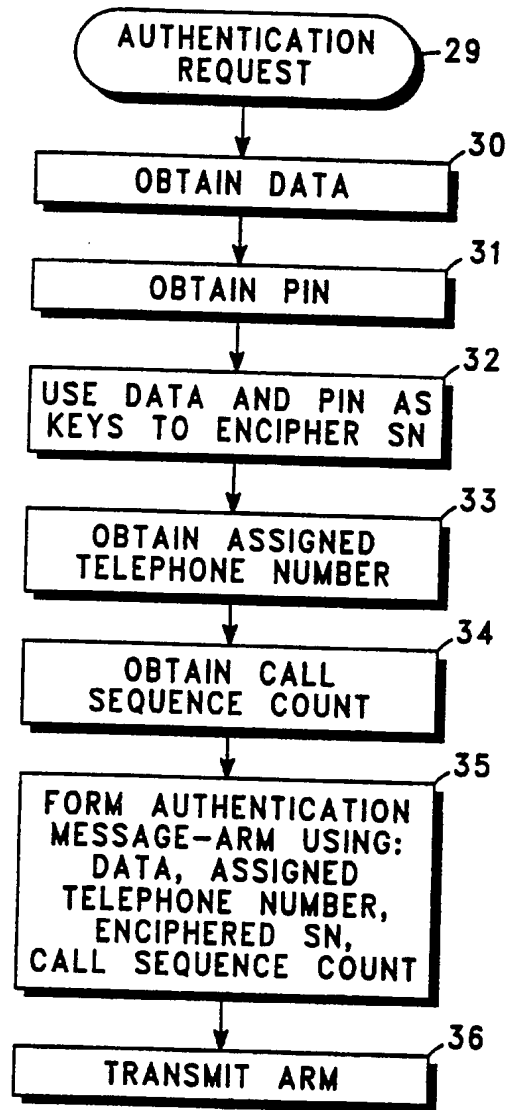 AUTHENTICATION
REQUEST
29
30
OBTAIN DATA
31
OBTAIN PIN
32
USE DATA AND PIN AS
KEYS TO ENCIPHER SN
33
OBTAIN ASSIGNED
TELEPHONE NUMBER
34
OBTAIN CALL
SEQUENCE COUNT
35
FORM AUTHENTICATION
MESSAGE-ARM USING:
DATA, ASSIGNED
TELEPHONE NUMBER,
ENCIPHERED SN,
CALL SEQUENCE COUNT
36
TRANSMIT ARM